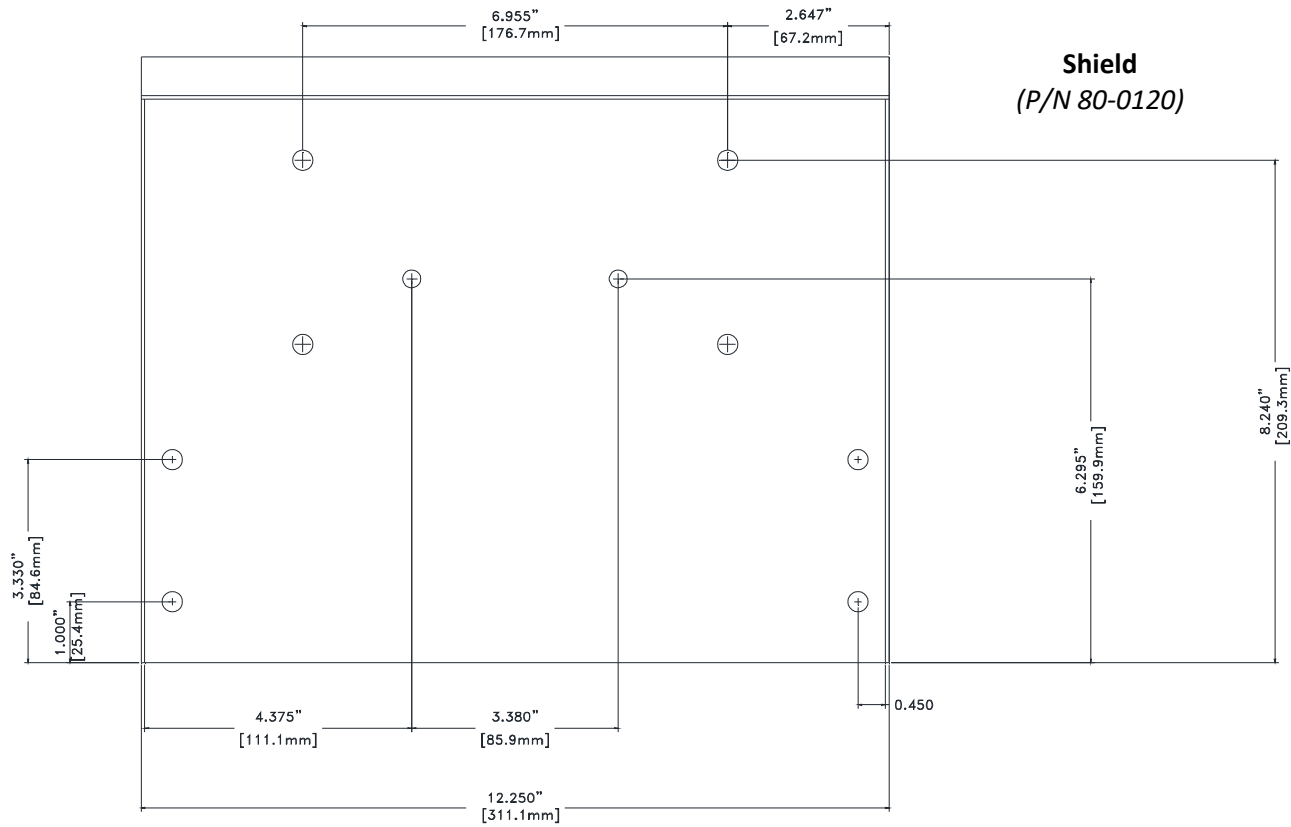 6.955"
[176.7mm]
2.647"
[67.2mm]
Shield
(P/N 80-0120)
8.240"
[209.3mm]
6.295"
[159.9mm]
3.330"
[84.6mm]
1.000"
[25.4mm]
0.450
4.375"
[111.1mm]
3.380"
[85.9mm]
12.250"
[311.1mm]